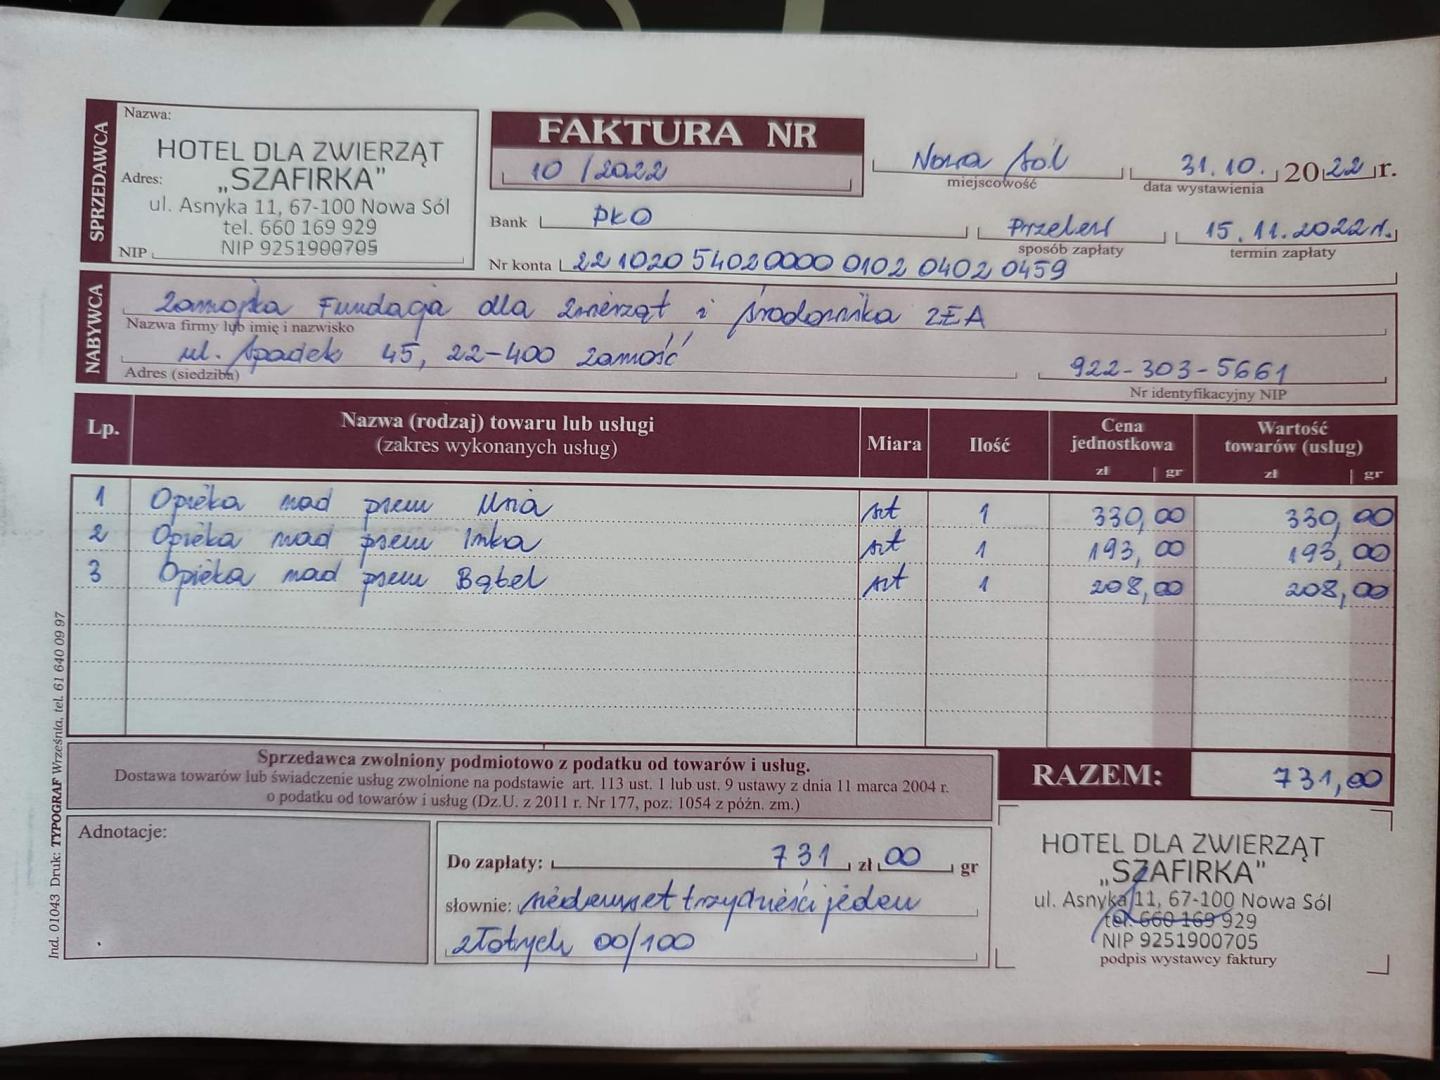 SPRZEDAWCA
Nazwa:
HOTEL DLA ZWIERZĄT
Adres: „SZAFIRKA”
ul. Asnyka 11, 67-100 Nowa Sól
tel. 660 169 929
NIP NIP 9251900705
FAKTURA NR
10/2022
Nowa Sól 31.10. 2022 r.
miejscowość data wystawienia
Bank PKO Przelew 15.11.2022r.
sposób zapłaty termin zapłaty
Nr konta 22 1020 5402 0000 0102 0402 0459
NABYWCA
Zamojska Fundacja dla Zwierząt i Środowiska ZEA
Nazwa firmy lub imię i nazwisko
ul. Spadek 45, 22-400 Zamość 922-303-5661
Adres (siedziba) Nr identyfikacyjny NIP
Lp. Nazwa (rodzaj) towaru lub usługi (zakres wykonanych usług) Miara Ilość Cena jednostkowa zł gr Wartość towarów (usług) zł gr
1 Opieka nad psem Unia szt 1 330,00 330,00
2 Opieka nad psem Inka szt 1 193,00 193,00
3 Opieka nad psem Bąbel szt 1 208,00 208,00
Sprzedawca zwolniony podmiotowo z podatku od towarów i usług.
Dostawa towarów lub świadczenie usług zwolnione na podstawie art. 113 ust. 1 lub ust. 9 ustawy z dnia 11 marca 2004 r.
o podatku od towarów i usług (Dz.U. z 2011 r. Nr 177, poz. 1054 z późn. zm.)
RAZEM: 731,00
Adnotacje:
Do zapłaty: 731 zł 00 gr
słownie: siedemset trzydzieści jeden
złotych 00/100
HOTEL DLA ZWIERZĄT
„SZAFIRKA”
ul. Asnyka 11, 67-100 Nowa Sól
tel. 660 169 929
NIP 9251900705
podpis wystawcy faktury
Ind. 01043 Druk: TYPOGRAF Września, tel. 61 640 09 97